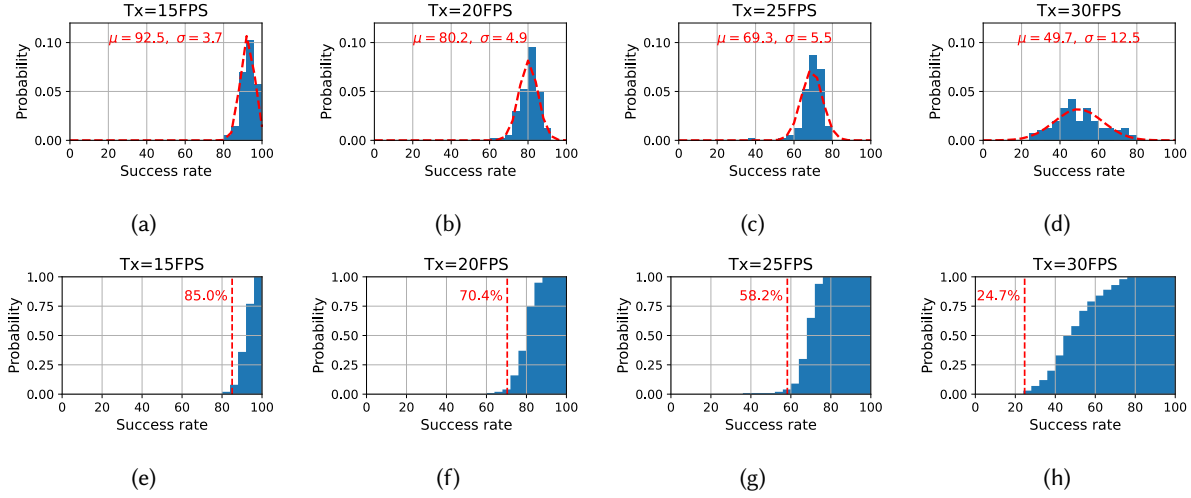 Tx=15FPS
Probability
0.10
0.05
0.00
μ = 92.5, σ = 3.7
0 20 40 60 80 100
Success rate
(a)
Tx=20FPS
Probability
0.10
0.05
0.00
μ = 80.2, σ = 4.9
0 20 40 60 80 100
Success rate
(b)
Tx=25FPS
Probability
0.10
0.05
0.00
μ = 69.3, σ = 5.5
0 20 40 60 80 100
Success rate
(c)
Tx=30FPS
Probability
0.10
0.05
0.00
μ = 49.7, σ = 12.5
0 20 40 60 80 100
Success rate
(d)
Tx=15FPS
Probability
1.00
0.75
0.50
0.25
0.00
85.0%
0 20 40 60 80 100
Success rate
(e)
Tx=20FPS
Probability
1.00
0.75
0.50
0.25
0.00
70.4%
0 20 40 60 80 100
Success rate
(f)
Tx=25FPS
Probability
1.00
0.75
0.50
0.25
0.00
58.2%
0 20 40 60 80 100
Success rate
(g)
Tx=30FPS
Probability
1.00
0.75
0.50
0.25
0.00
24.7%
0 20 40 60 80 100
Success rate
(h)